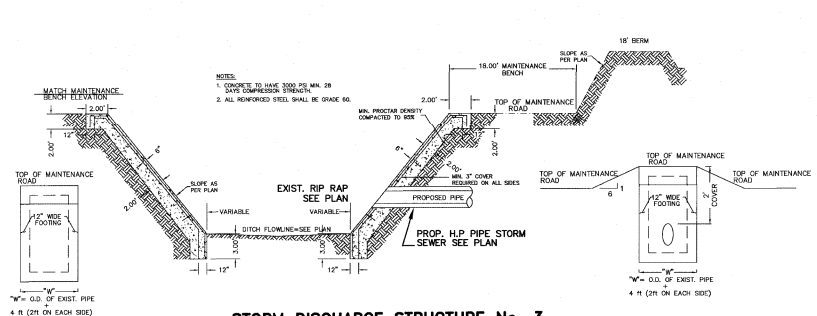 18' BERM
SLOPE AS
PER PLAN
18.00' MAINTENANCE
BENCH
NOTES:
1. CONCRETE TO HAVE 3000 PSI MIN. 28
DAYS COMPRESSION STRENGTH.
2. ALL REINFORCED STEEL SHALL BE GRADE 60.
MATCH MAINTENANCE
BENCH ELEVATION
2.00'
2.00'
TOP OF MAINTENANCE
ROAD
MIN. PROCTAR DENSITY
COMPACTED TO 95%
12"
2.00'
2.00'
6"
6"
2.00'
MIN. 3" COVER
REQUIRED ON ALL SIDES
SLOPE AS
PER PLAN
EXIST. RIP RAP
SEE PLAN
PROPOSED PIPE
2.00'
VARIABLE
VARIABLE
DITCH FLOWLINE=SEE PLAN
PROP. H.P PIPE STORM
SEWER SEE PLAN
3.00'
3.00'
12"
12"
TOP OF MAINTENANCE
ROAD
12" WIDE
FOOTING
"W"
"W"= O.D. OF EXIST. PIPE
+
4 ft (2ft ON EACH SIDE)
TOP OF MAINTENANCE
ROAD
TOP OF MAINTENANCE
ROAD
TOP OF MAINTENANCE
ROAD
6
1
2'
COVER
12" WIDE
FOOTING
"W"
"W"= O.D. OF EXIST. PIPE
+
4 ft (2ft ON EACH SIDE)
STORM DISCHARGE STRUCTURE No. 3